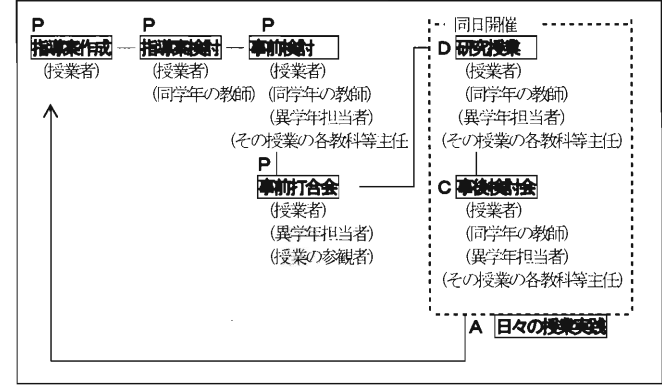 P
指導案作成
(授業者)
P
指導案検討
(授業者)
(同学年の教師)
P
事前検討
(授業者)
(同学年の教師)
(異学年担当者)
(その授業の各教科等主任
P
事前打合会
(授業者)
(異学年担当者)
(授業の参観者)
同日開催
D 研究授業
(授業者)
(同学年の教師)
(異学年担当者)
(その授業の各教科等主任)
C 事後検討会
(授業者)
(同学年の教師)
(異学年担当者)
(その授業の各教科等主任)
A 日々の授業実践